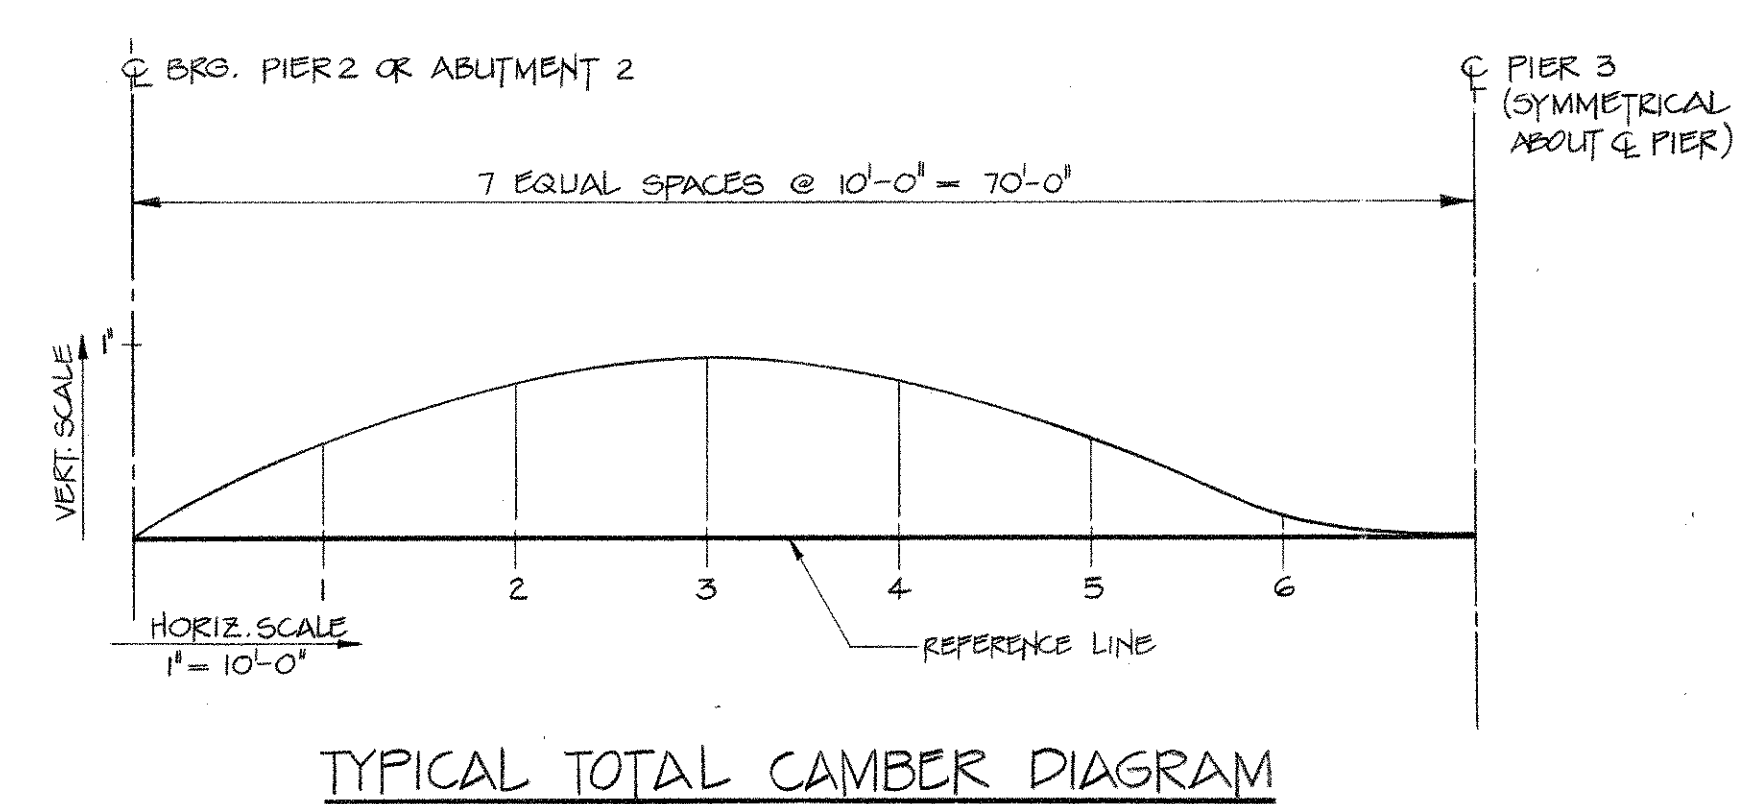 ℄ BRG. PIER 2 OR ABUTMENT 2
℄ PIER 3
(SYMMETRICAL
ABOUT ℄ PIER)
7 EQUAL SPACES @ 10'-0" = 70'-0"
1"
VERT. SCALE
1 2 3 4 5 6
HORIZ. SCALE
1" = 10'-0"
REFERENCE LINE
TYPICAL TOTAL CAMBER DIAGRAM